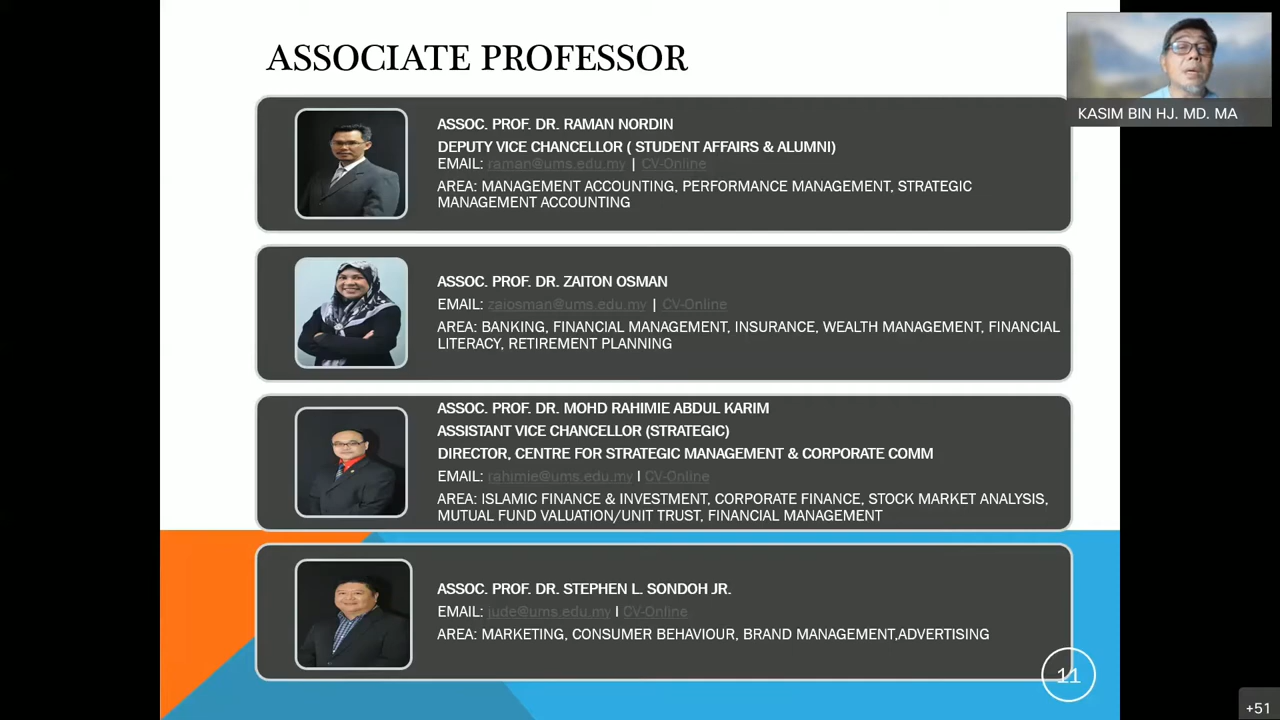 ASSOCIATE PROFESSOR
KASIM BIN HJ. MD. MA
ASSOC. PROF. DR. RAMAN NORDIN
DEPUTY VICE CHANCELLOR ( STUDENT AFFAIRS & ALUMNI)
EMAIL: raman@ums.edu.my | CV-Online
AREA: MANAGEMENT ACCOUNTING, PERFORMANCE MANAGEMENT, STRATEGIC
MANAGEMENT ACCOUNTING
ASSOC. PROF. DR. ZAITON OSMAN
EMAIL: zaiosman@ums.edu.my | CV-Online
AREA: BANKING, FINANCIAL MANAGEMENT, INSURANCE, WEALTH MANAGEMENT, FINANCIAL
LITERACY, RETIREMENT PLANNING
ASSOC. PROF. DR. MOHD RAHIMIE ABDUL KARIM
ASSISTANT VICE CHANCELLOR (STRATEGIC)
DIRECTOR, CENTRE FOR STRATEGIC MANAGEMENT & CORPORATE COMM
EMAIL: rahimie@ums.edu.my I CV-Online
AREA: ISLAMIC FINANCE & INVESTMENT, CORPORATE FINANCE, STOCK MARKET ANALYSIS,
MUTUAL FUND VALUATION/UNIT TRUST, FINANCIAL MANAGEMENT
ASSOC. PROF. DR. STEPHEN L. SONDOH JR.
EMAIL: jude@ums.edu.my I CV-Online
AREA: MARKETING, CONSUMER BEHAVIOUR, BRAND MANAGEMENT,ADVERTISING
11
+51